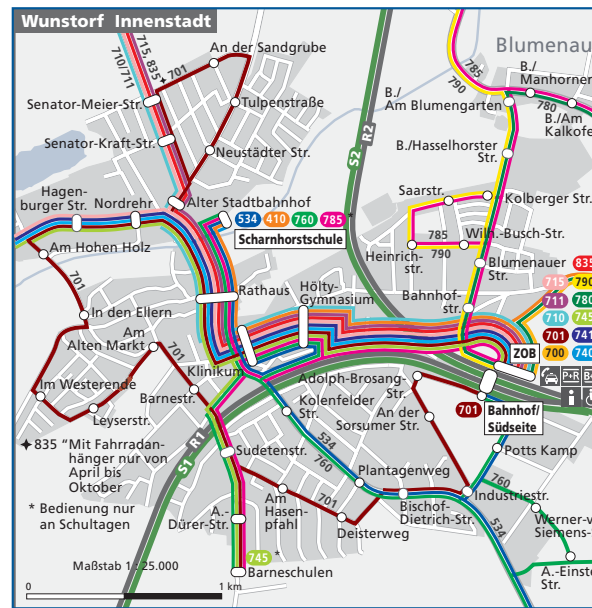 Wunstorf Innenstadt
An der Sandgrube
Blumenau
715, 835
710/711
701
785
790
B./
Manhorner
780
Senator-Meier-Str.
Tulpenstraße
B./
Am Blumengarten
B./Am
Kalkofe
Senator-Kraft-Str.
Neustädter Str.
S2
R2
B./Hasselhorster
Str.
Hagen-
burger Str.
Nordrehr
Alter Stadtbahnhof
534
410
760
785
*
Scharnhorstschule
Saarstr.
Kolberger Str.
785
790
Wilh.-Busch-Str.
Heinrich-
str.
Am Hohen Holz
701
Blumenauer
Str.
835
715
790
711
780
710
745
701
741
700
740
Rathaus
Hölty-
Gymnasium
Bahnhof-
str.
In den Ellern
Am
Alten Markt
701
Klinikum
ZOB
P+R
Adolph-Brosang-
Str.
Im Westerende
Barnestr.
Kolenfelder
Str.
An der
Sorsumer Str.
701
Bahnhof/
Südseite
Leyserstr.
835 "Mit Fahrradan-
hänger nur von
April bis
Oktober
S1
R1
Sudetenstr.
534
760
Potts Kamp
Plantagenweg
760
Industriestr.
* Bedienung nur
an Schultagen
A.-
Dürer-Str.
Am
Hasen-
pfahl
701
Bischof-
Dietrich-Str.
534
Werner-v
Siemens-S
Deisterweg
745
*
Barneschulen
A.-Einste
Str.
Maßstab 1 : 25.000
0
1 km